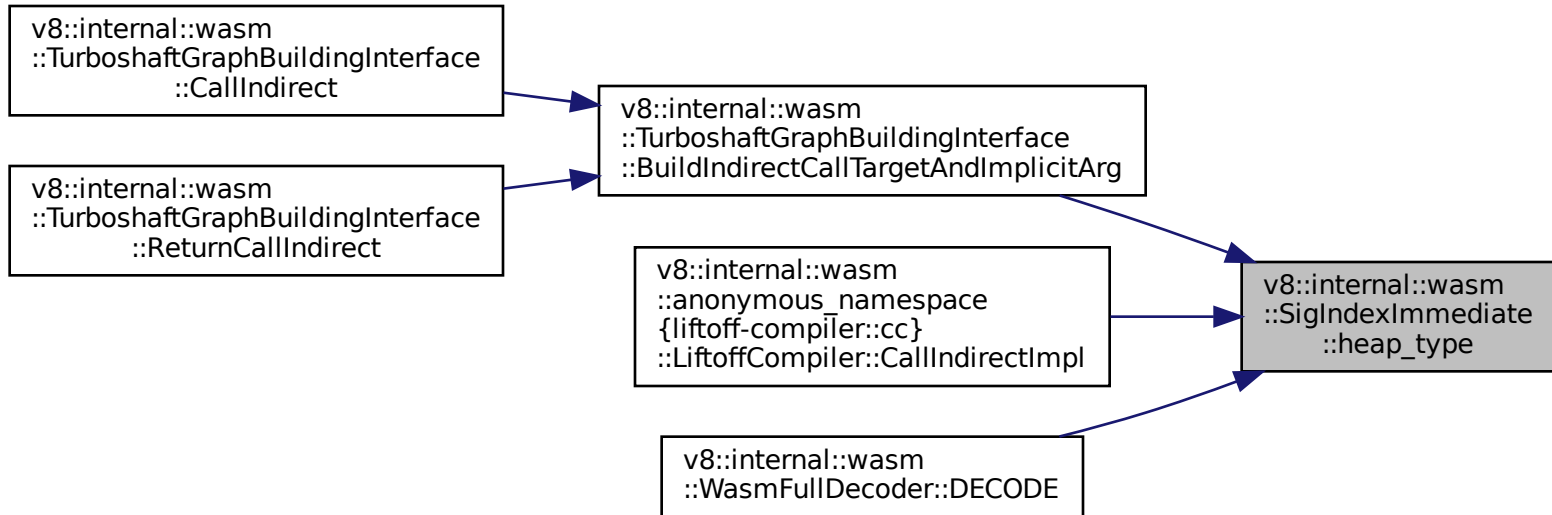 v8::internal::wasm
::TurboshaftGraphBuildingInterface
::CallIndirect
v8::internal::wasm
::TurboshaftGraphBuildingInterface
::ReturnCallIndirect
v8::internal::wasm
::TurboshaftGraphBuildingInterface
::BuildIndirectCallTargetAndImplicitArg
v8::internal::wasm
::anonymous_namespace
{liftoff-compiler::cc}
::LiftoffCompiler::CallIndirectImpl
v8::internal::wasm
::WasmFullDecoder::DECODE
v8::internal::wasm
::SigIndexImmediate
::heap_type